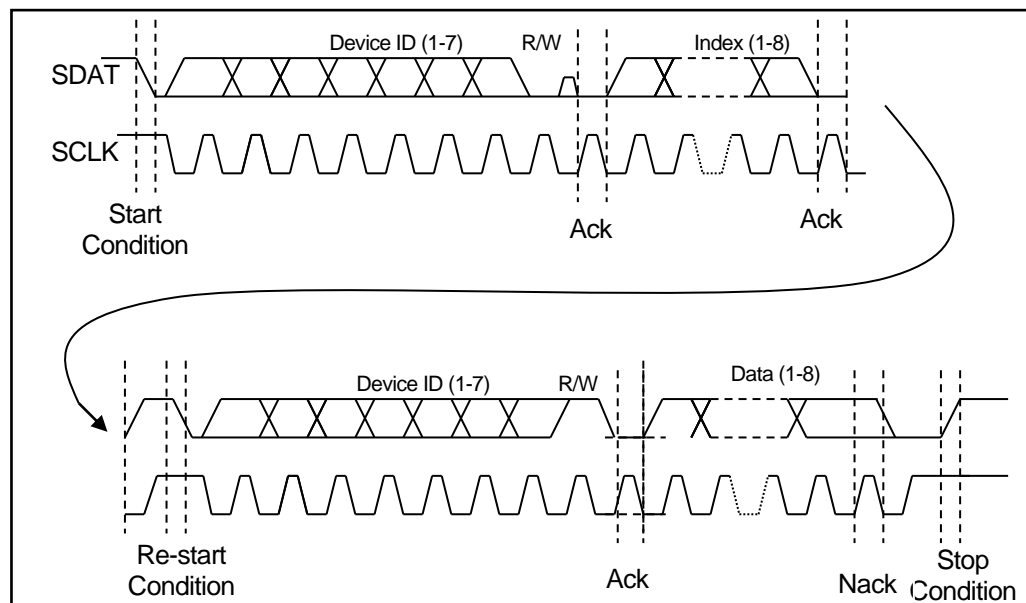 Device ID (1-7)
R/W
Index (1-8)
SDAT
SCLK
Start
Condition
Ack
Ack
Device ID (1-7)
R/W
Data (1-8)
Re-start
Condition
Ack
Nack
Stop
Condition